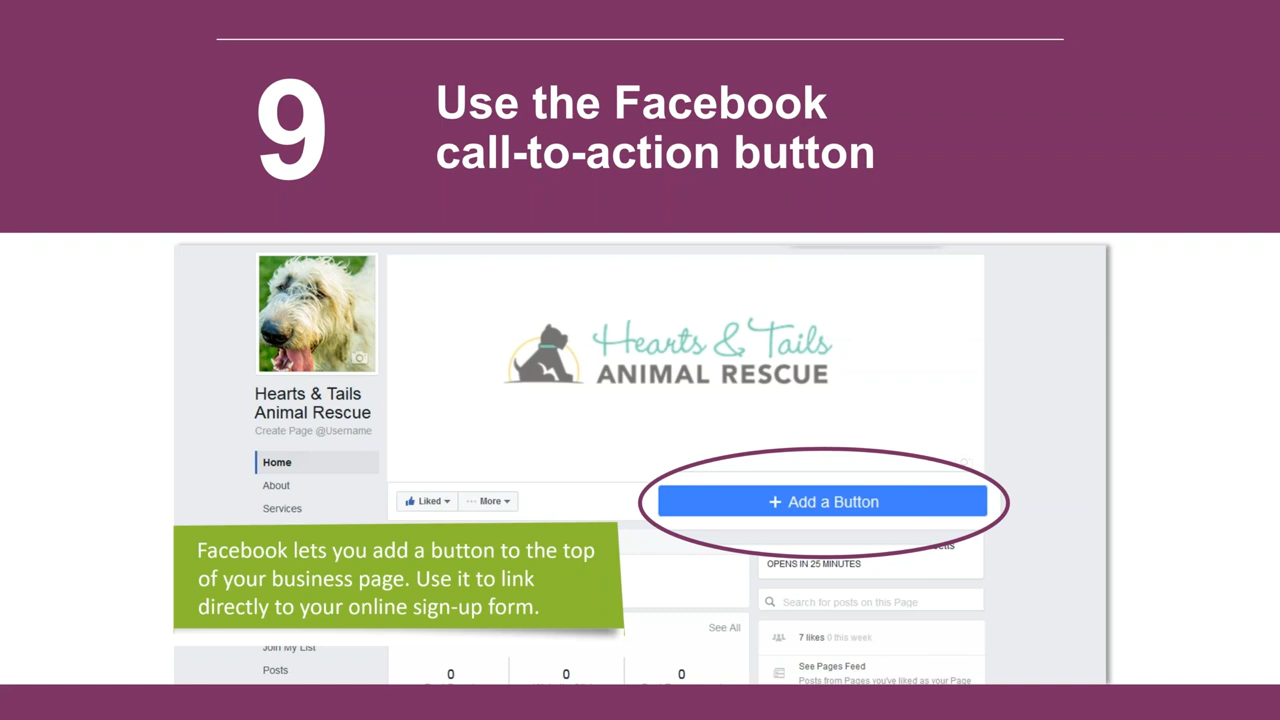 9
Use the Facebook
call-to-action button
Hearts & Tails
ANIMAL RESCUE
Hearts & Tails
Animal Rescue
Create Page @Username
Home
About
Services
Liked
More
+ Add a Button
Facebook lets you add a button to the top
of your business page. Use it to link
directly to your online sign-up form.
OPENS IN 25 MINUTES
Search for posts on this Page
See All
7 likes 0 this week
Join My List
Posts
0
0
0
See Pages Feed
Posts from Pages you've liked as your Page